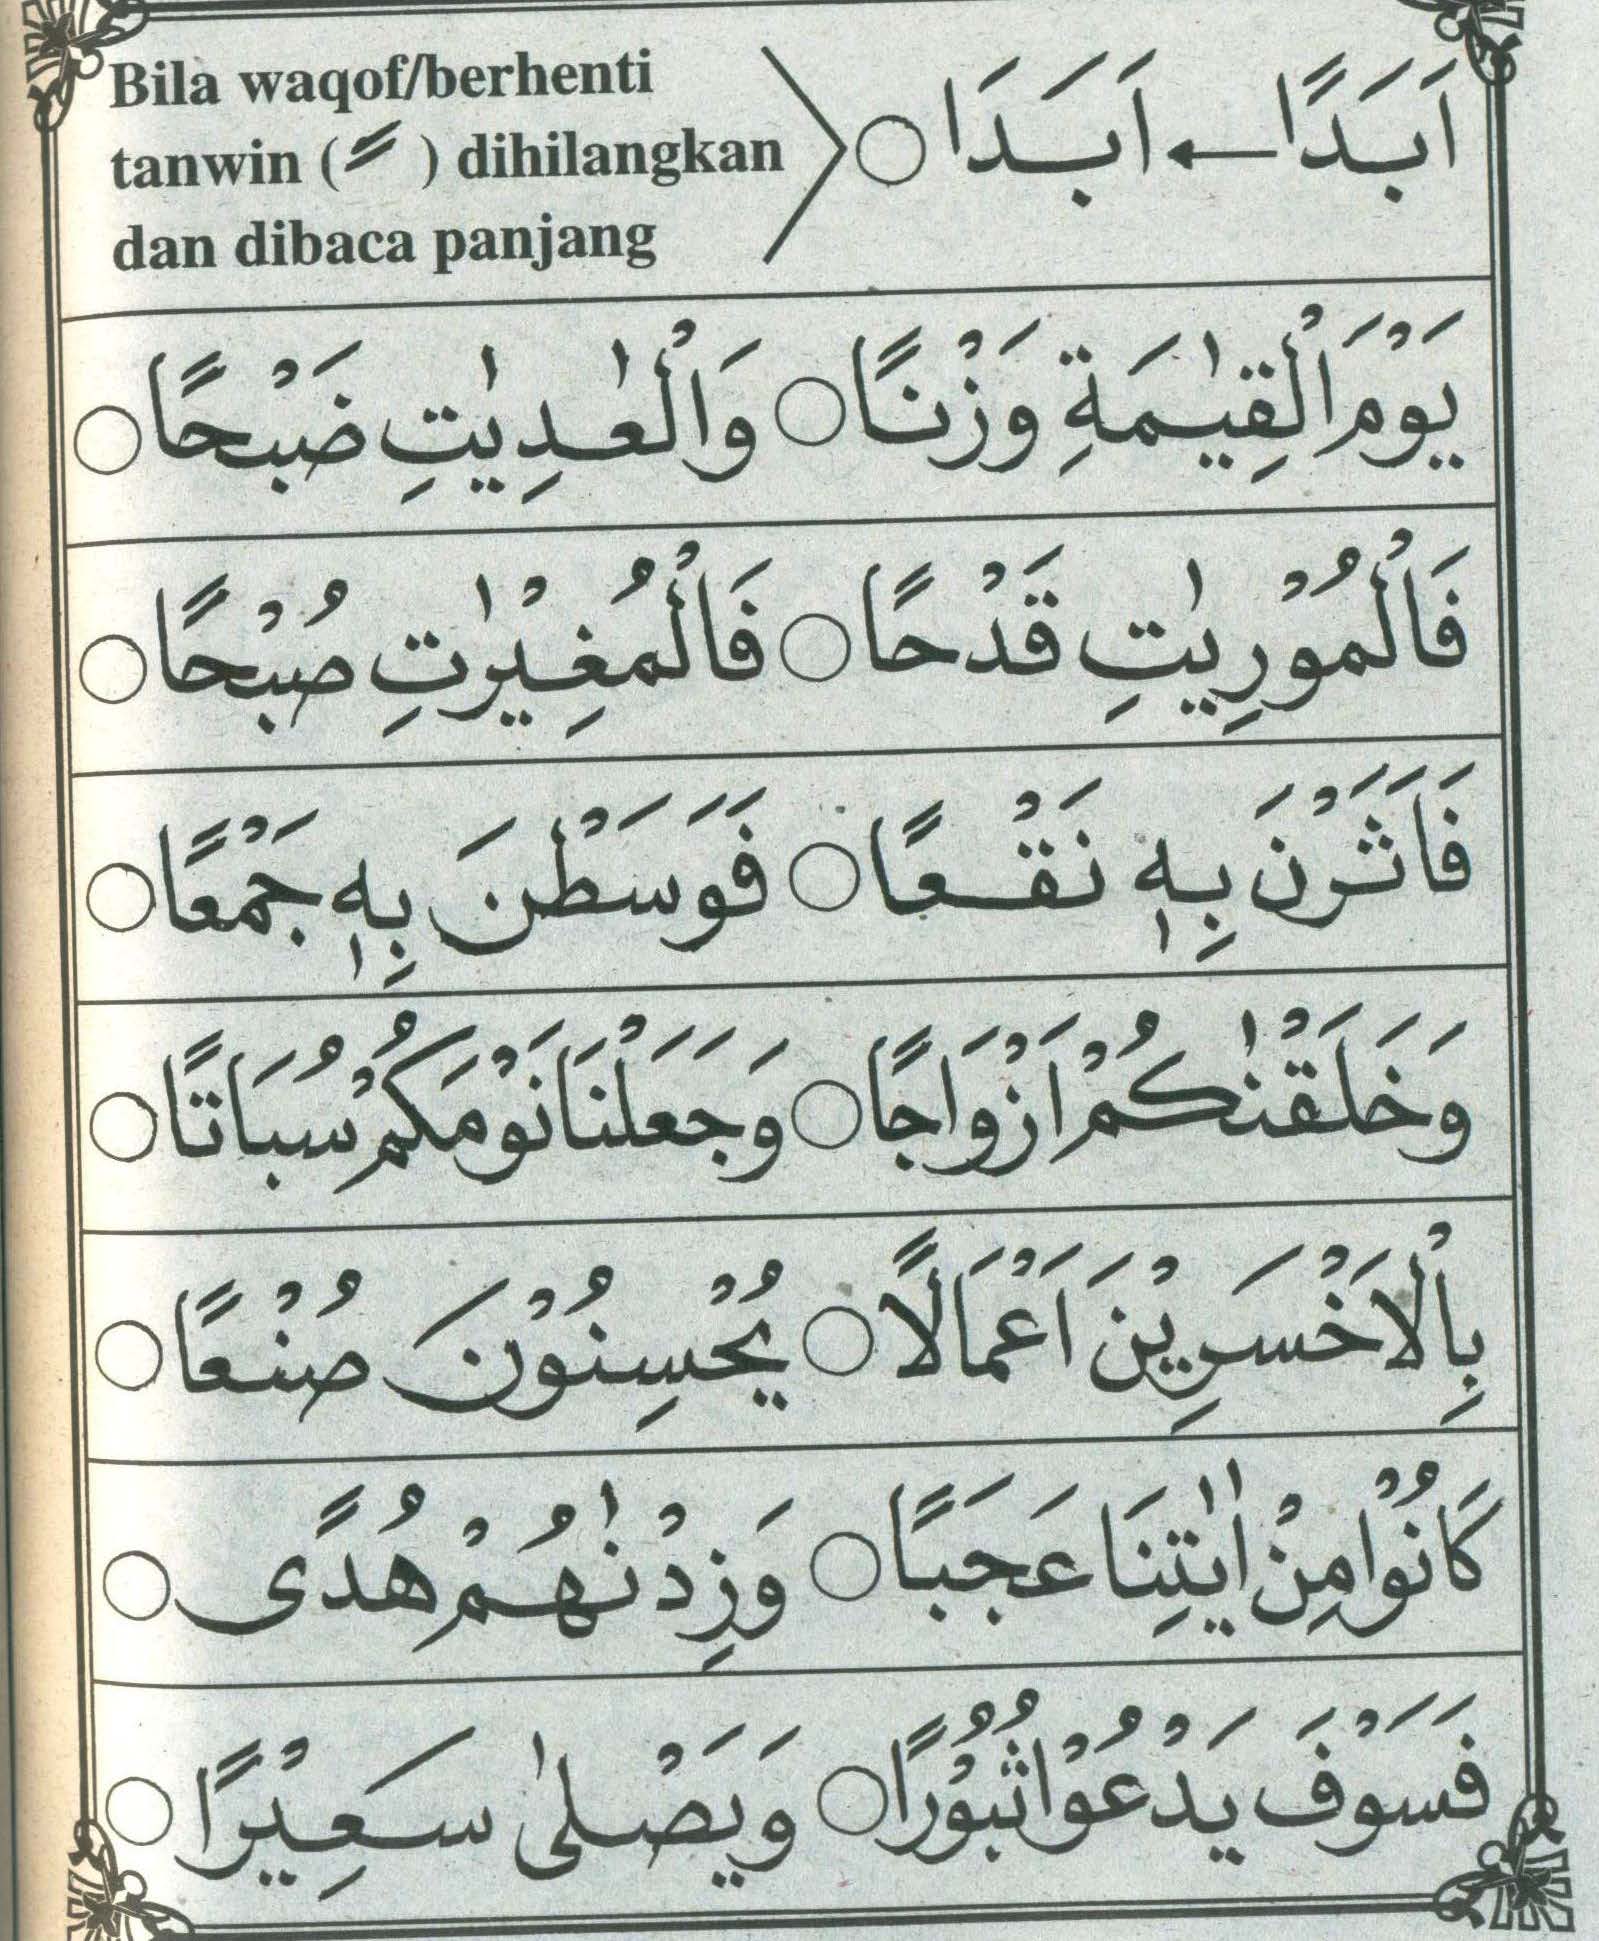 اَبَدًا ← اَبَدَا ○
Bila waqof/berhenti
tanwin ( ـً ) dihilangkan
dan dibaca panjang
يَوْمَ الْقِيٰمَةِ وَزْنًا ○ وَالْعٰدِيٰتِ ضَبْحًا ○
فَالْمُوْرِيٰتِ قَدْحًا ○ فَالْمُغِيْرٰتِ صُبْحًا ○
فَاَثَرْنَ بِهٖ نَقْعًا ○ فَوَسَطْنَ بِهٖ جَمْعًا ○
وَخَلَقْنٰكُمْ اَزْوَاجًا ○ وَجَعَلْنَا نَوْمَكُمْ سُبَاتًا ○
بِالْاَخْسَرِيْنَ اَعْمَالًا ○ يُحْسِنُوْنَ صُنْعًا ○
كَانُوْا مِنْ اٰيٰتِنَا عَجَبًا ○ وَزِدْنٰهُمْ هُدًى ○
فَسَوْفَ يَدْعُوْا ثُبُوْرًا ○ وَيَصْلٰى سَعِيْرًا ○